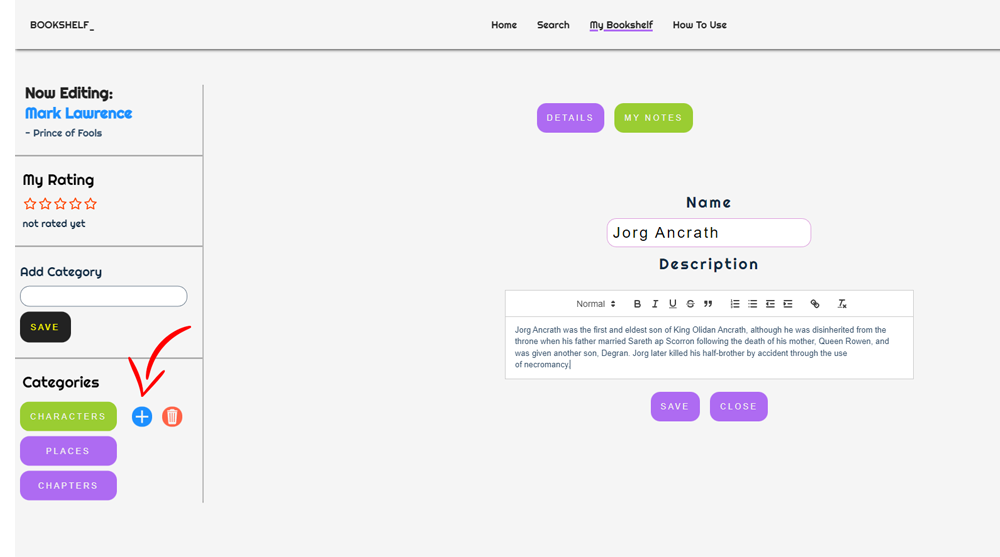 BOOKSHELF_
Home Search My Bookshelf How To Use
Now Editing:
Mark Lawrence
- Prince of Fools
My Rating
not rated yet
Add Category
SAVE
Categories
CHARACTERS
PLACES
CHAPTERS
DETAILS MY NOTES
Name
Jorg Ancrath
Description
Normal B I U S
Jorg Ancrath was the first and eldest son of King Olidan Ancrath, although he was disinherited from the
throne when his father married Sareth ap Scorron following the death of his mother, Queen Rowen, and
was given another son, Degran. Jorg later killed his half-brother by accident through the use
of necromancy.
SAVE CLOSE